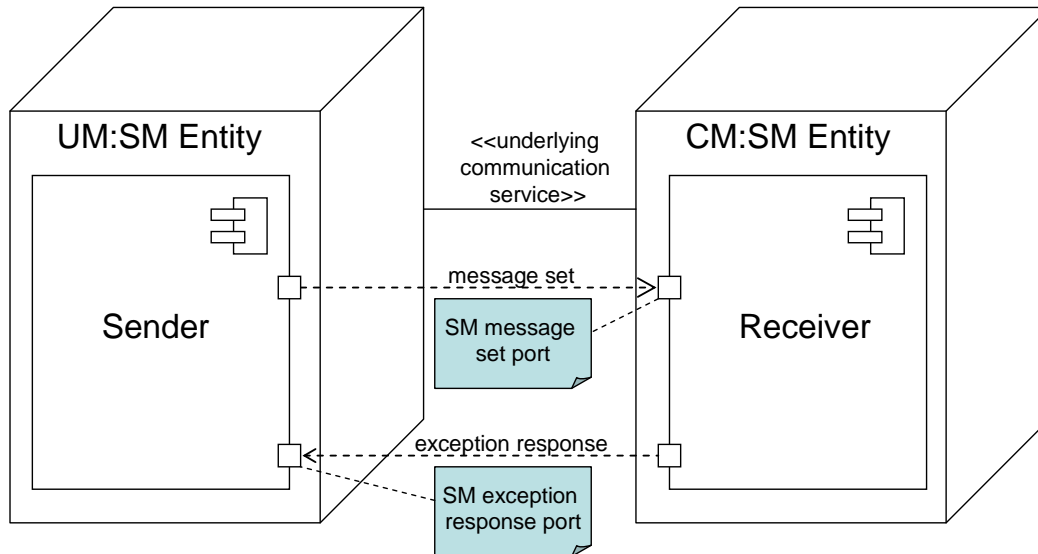 UM:SM Entity
<<underlying
communication
service>>
CM:SM Entity
message set
Sender
SM message
set port
Receiver
exception response
SM exception
response port